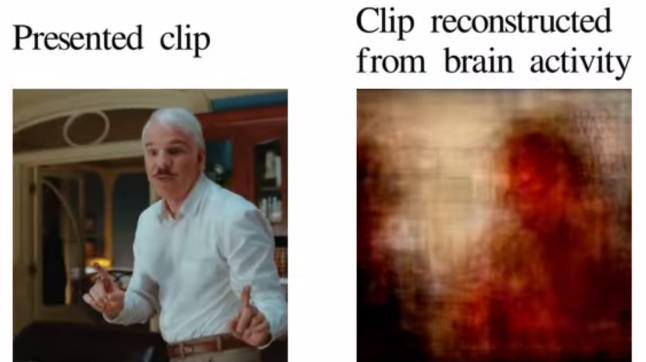 Presented clip
Clip reconstructed
from brain activity